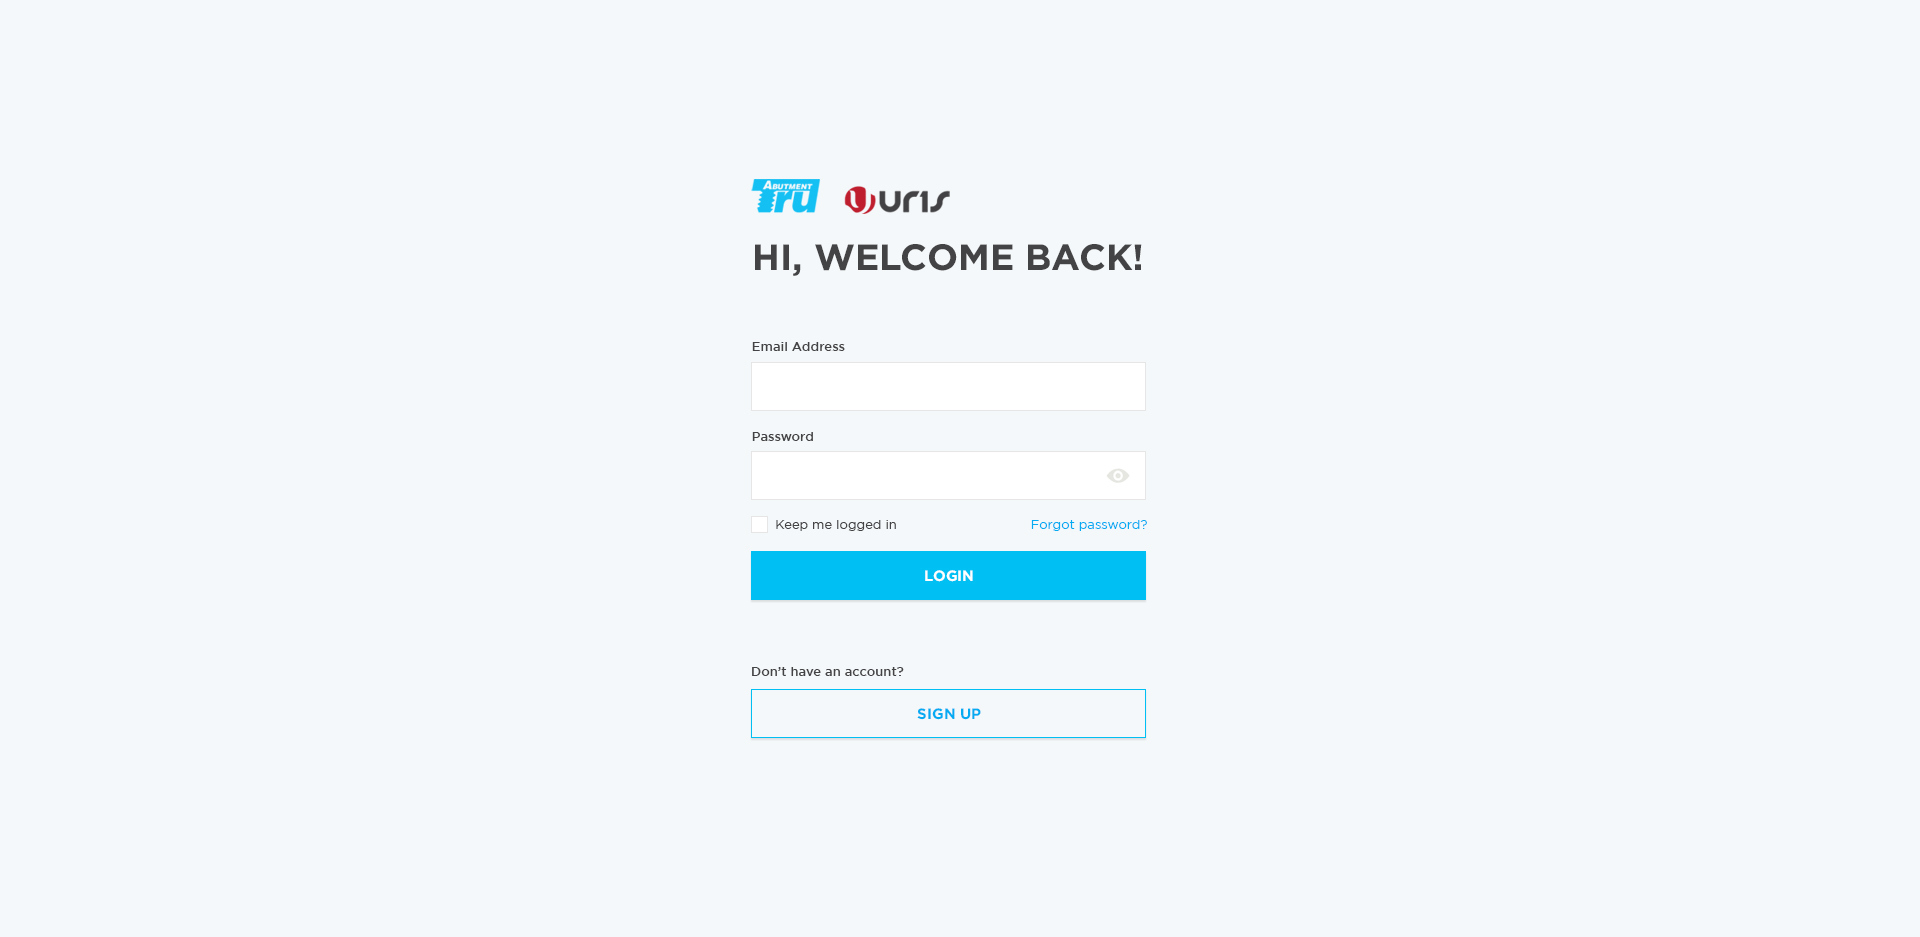 ABUTMENT
Tru
uris
HI, WELCOME BACK!
Email Address
Password
Keep me logged in
Forgot password?
LOGIN
Don’t have an account?
SIGN UP